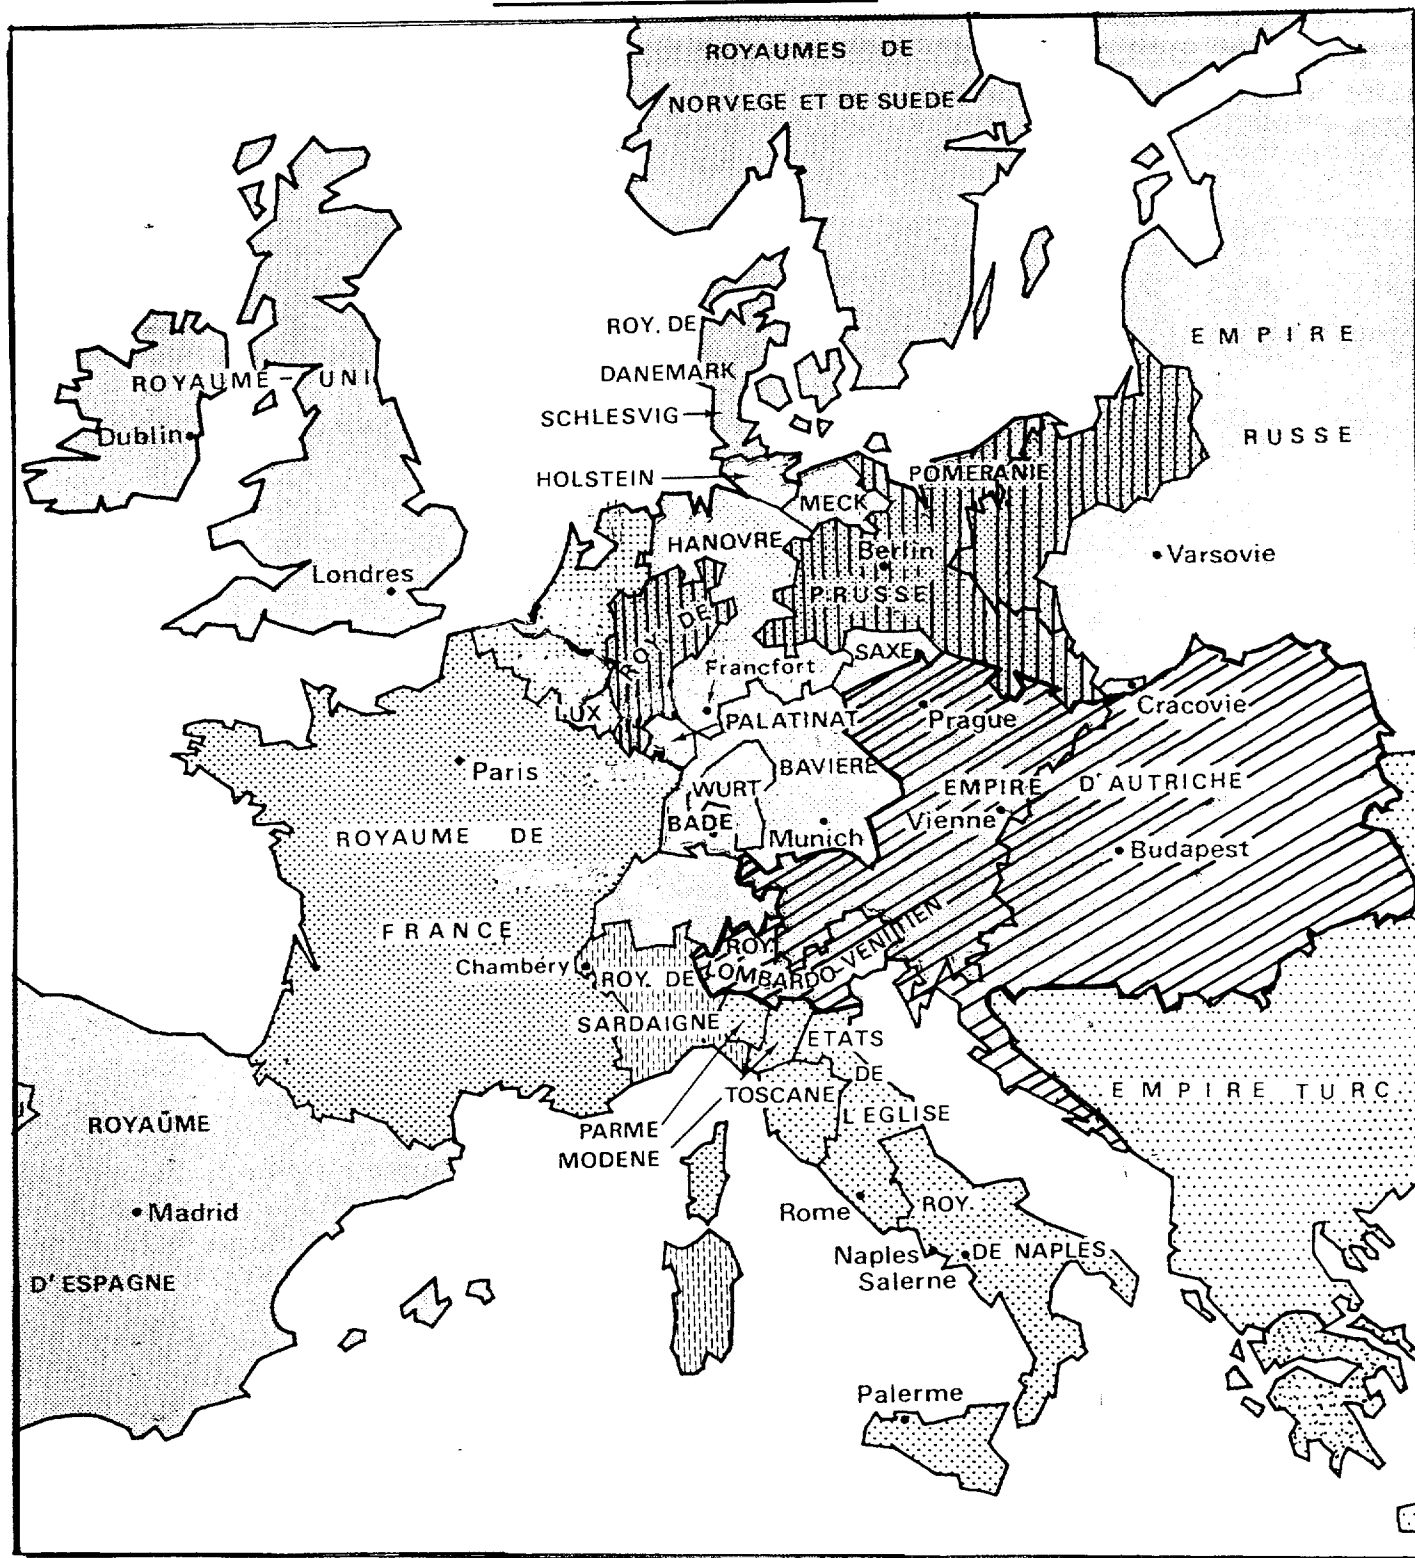 ROYAUMES DE
NORVEGE ET DE SUEDE
ROY. DE
DANEMARK
SCHLESVIG
HOLSTEIN
ROYAUME-UNI
Dublin
Londres
EMPIRE
RUSSE
POMERANIE
MECK
HANOVRE
Berlin
PRUSSE
ROY. DE
Varsovie
SAXE
Francfort
LUX
PALATINAT
Prague
Cracovie
Paris
BAVIERE
WURT
BADE
Munich
EMPIRE
D'AUTRICHE
Vienne
Budapest
ROYAUME DE
FRANCE
Chambéry
ROY. DE
SARDAIGNE
ROY.
LOMBARDO-VENITIEN
ETATS
DE
L'EGLISE
TOSCANE
PARME
MODENE
EMPIRE TURC
ROYAUME
Madrid
D'ESPAGNE
Rome
ROY.
DE NAPLES
Naples
Salerne
Palerme